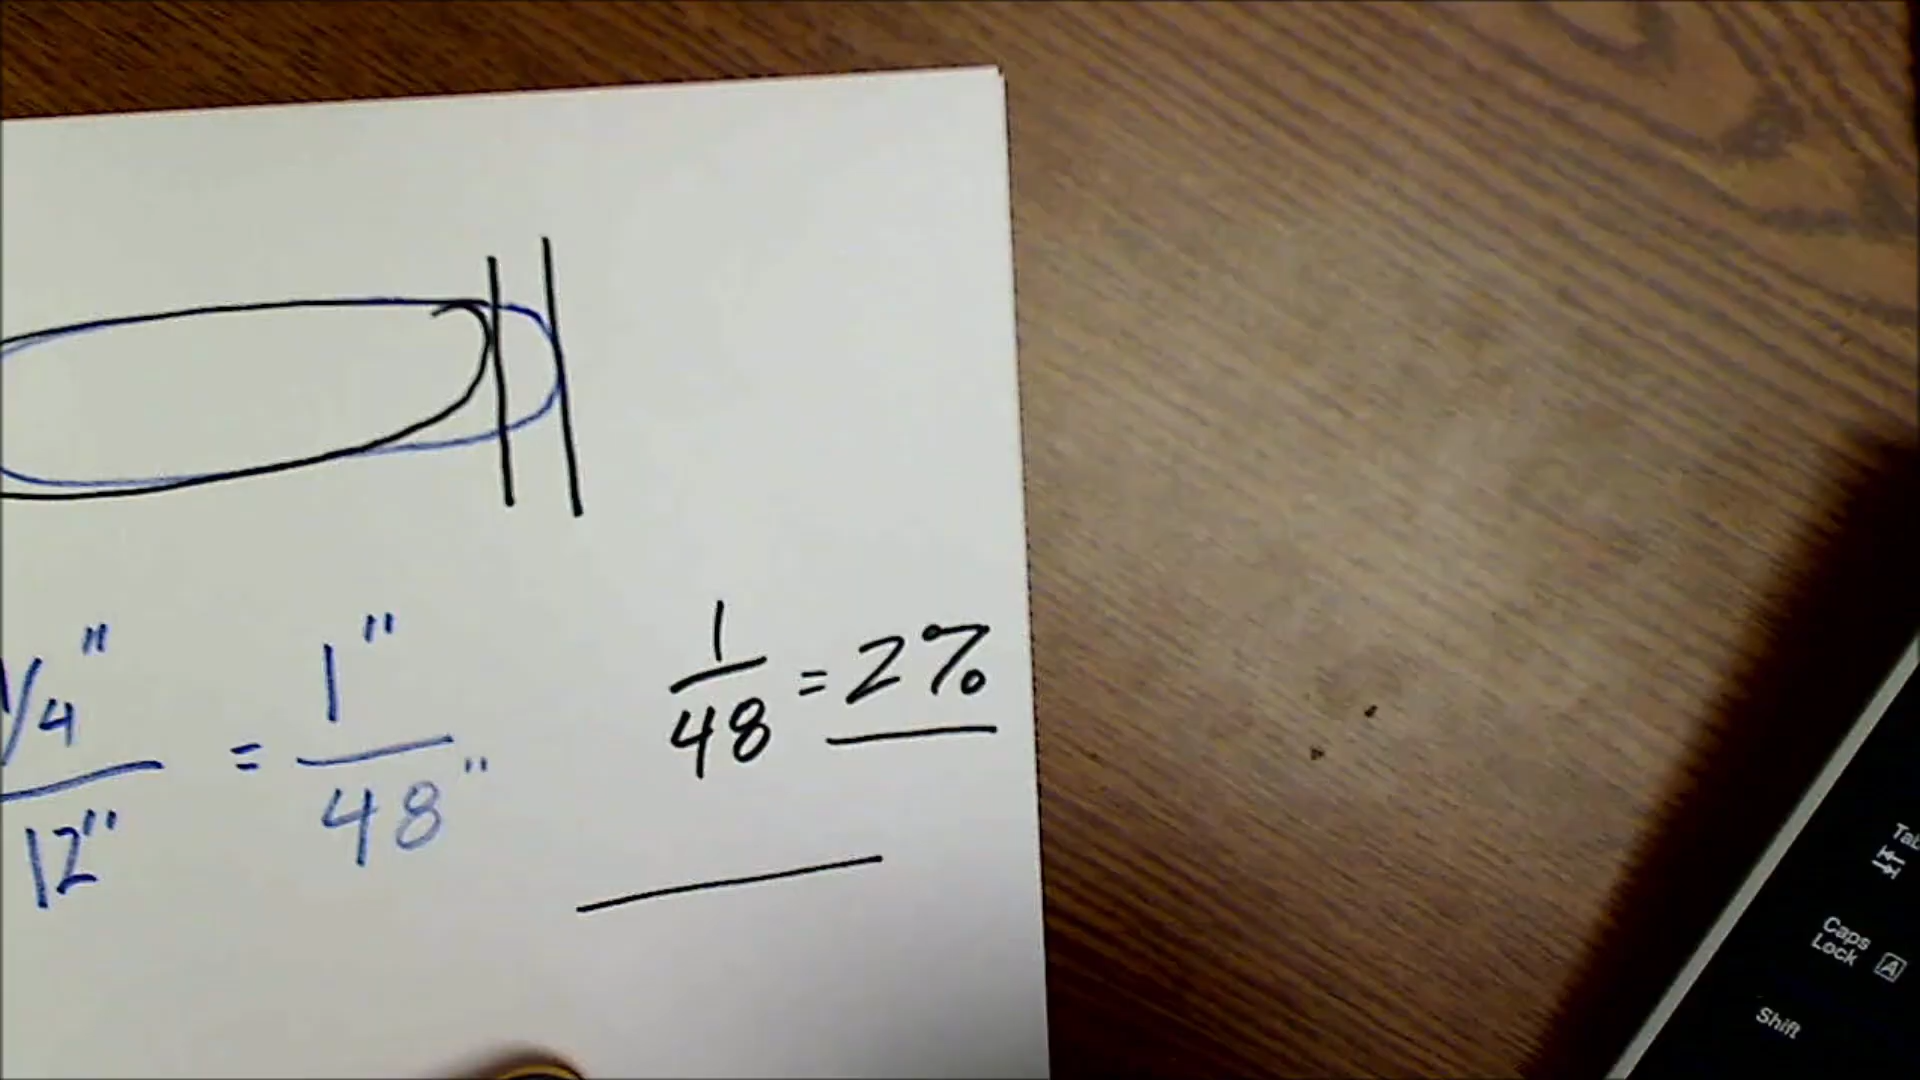 1/4" / 12" = 1" / 48"
1/48 = 2%
Tab
Caps
Lock A
Shift